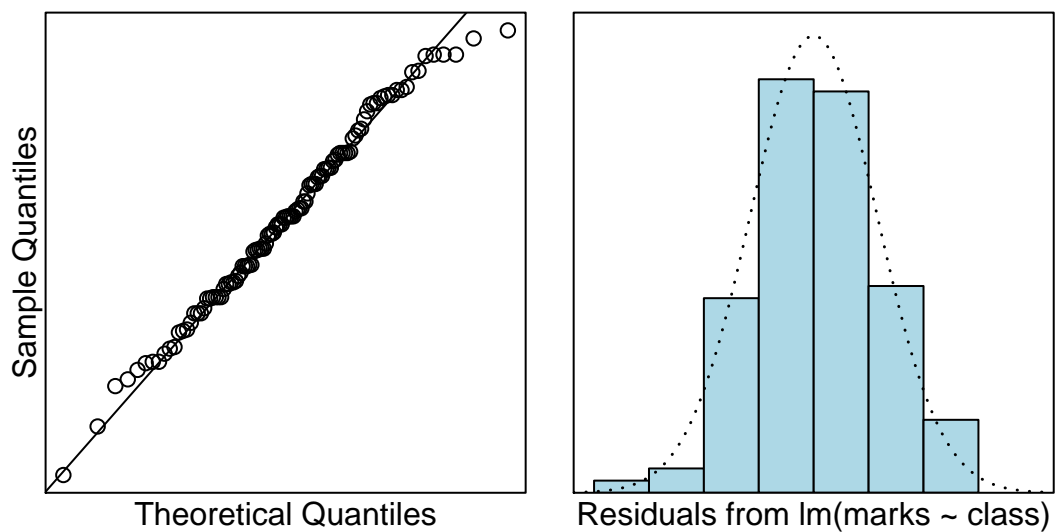 Sample Quantiles
Theoretical Quantiles
Residuals from lm(marks ~ class)